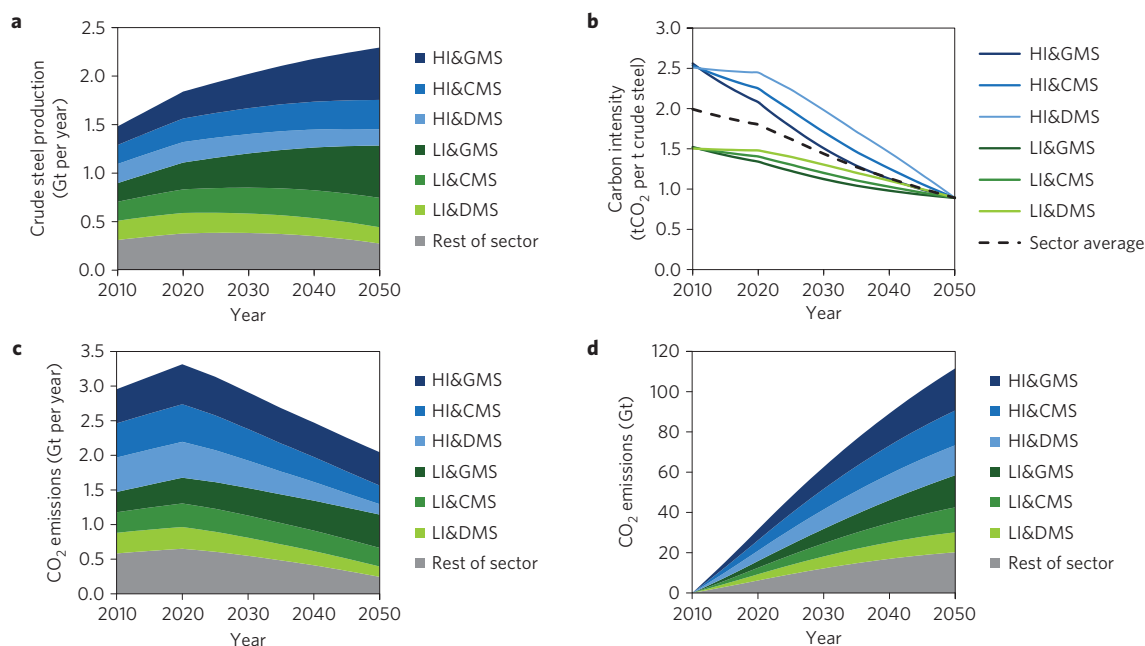 a
Crude steel production
(Gt per year)
2.5
2.0
1.5
1.0
0.5
0.0
2010 2020 2030 2040 2050
Year
HI&GMS
HI&CMS
HI&DMS
LI&GMS
LI&CMS
LI&DMS
Rest of sector
b
Carbon intensity
(tCO₂ per t crude steel)
3.0
2.5
2.0
1.5
1.0
0.5
0.0
2010 2020 2030 2040 2050
Year
HI&GMS
HI&CMS
HI&DMS
LI&GMS
LI&CMS
LI&DMS
Sector average
c
CO₂ emissions (Gt per year)
3.5
3.0
2.5
2.0
1.5
1.0
0.5
0.0
2010 2020 2030 2040 2050
Year
HI&GMS
HI&CMS
HI&DMS
LI&GMS
LI&CMS
LI&DMS
Rest of sector
d
CO₂ emissions (Gt)
120
100
80
60
40
20
0
2010 2020 2030 2040 2050
Year
HI&GMS
HI&CMS
HI&DMS
LI&GMS
LI&CMS
LI&DMS
Rest of sector